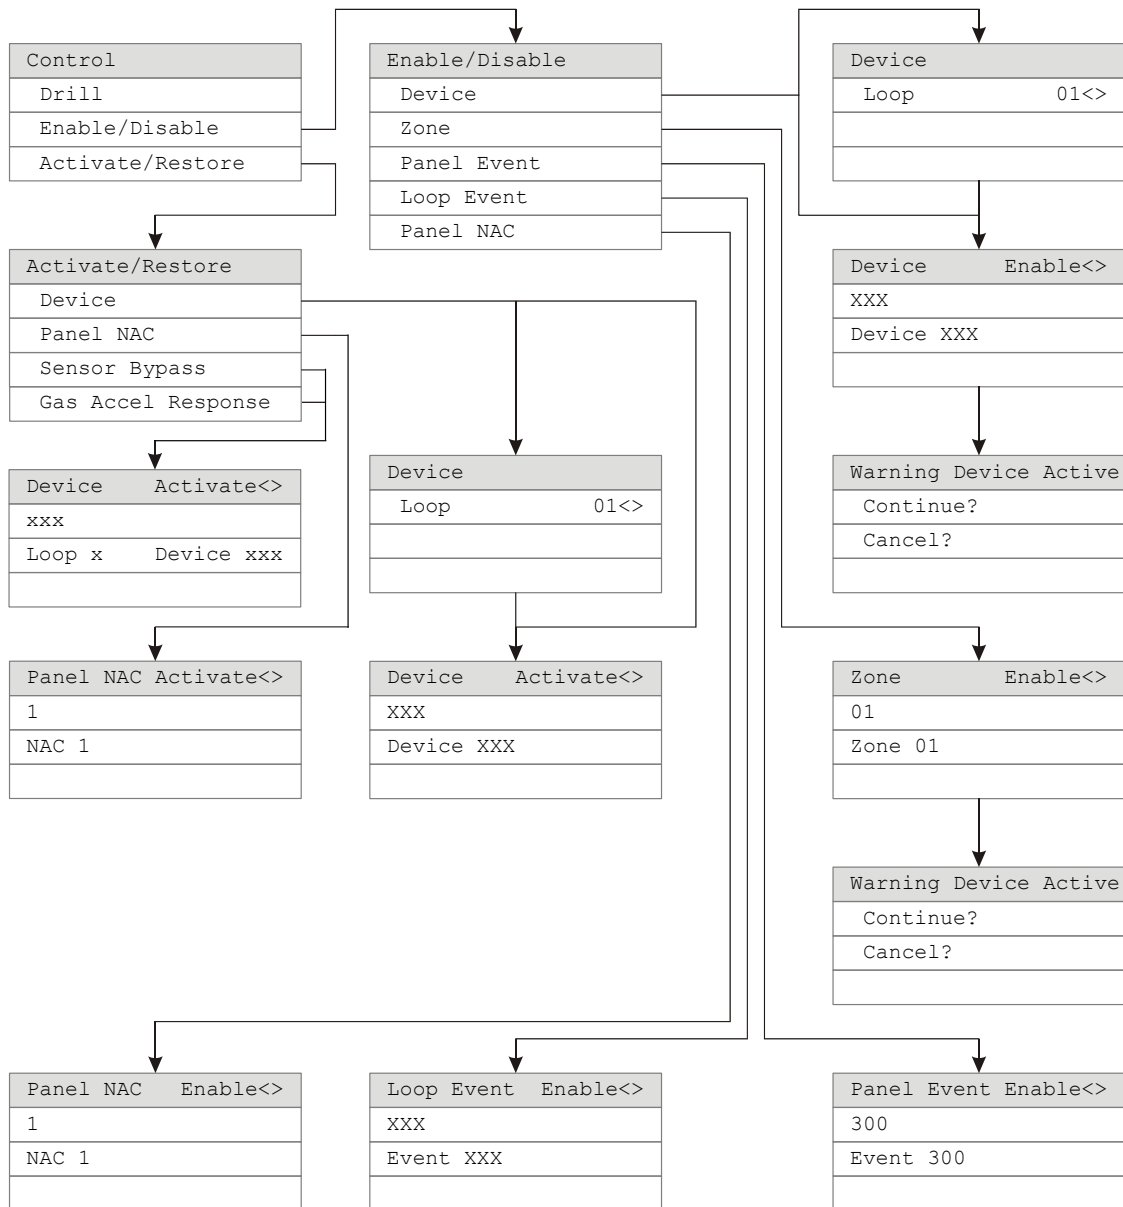 Control
Drill
Enable/Disable
Activate/Restore
Enable/Disable
Device
Zone
Panel Event
Loop Event
Panel NAC
Device
Loop 01<>
Activate/Restore
Device
Panel NAC
Sensor Bypass
Gas Accel Response
Device Enable<>
XXX
Device XXX
Device Activate<>
xxx
Loop x Device xxx
Device
Loop 01<>
Warning Device Active
Continue?
Cancel?
Panel NAC Activate<>
1
NAC 1
Device Activate<>
XXX
Device XXX
Zone Enable<>
01
Zone 01
Warning Device Active
Continue?
Cancel?
Panel NAC Enable<>
1
NAC 1
Loop Event Enable<>
XXX
Event XXX
Panel Event Enable<>
300
Event 300